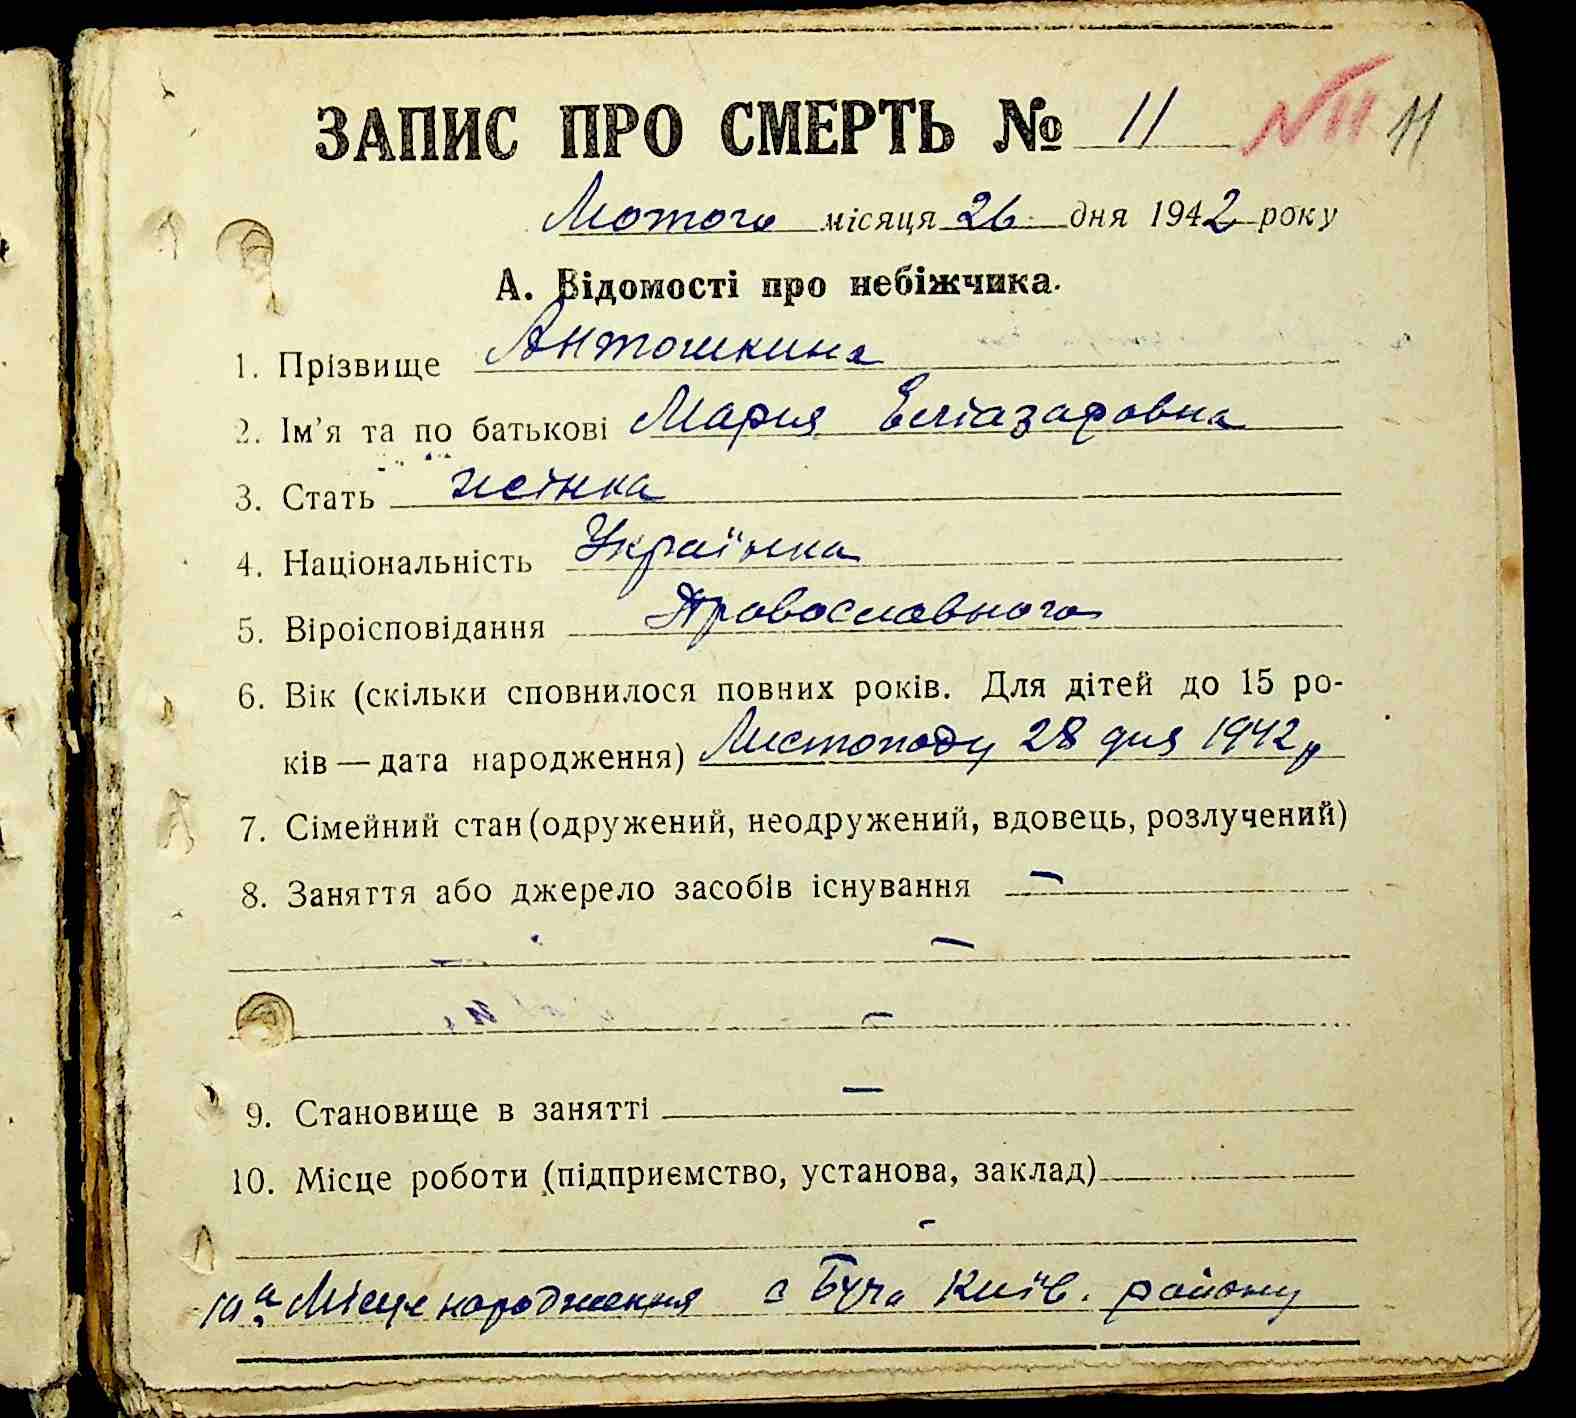 ЗАПИС ПРО СМЕРТЬ № 11 №11 11
Лютого місяця 26 дня 1942 року
А. Відомості про небіжчика.
1. Прізвище Антошкина
2. Ім'я та по батькові Мария Еліазаровна
3. Стать жінка
4. Національність Українка
5. Віроісповідання Православного
6. Вік (скільки сповнилося повних років. Для дітей до 15 ро-
ків — дата народження) Листопаду 28 дня 1942 р
7. Сімейний стан (одружений, неодружений, вдовець, розлучений)
8. Заняття або джерело засобів існування —
—
—
9. Становище в занятті —
10. Місце роботи (підприємство, установа, заклад)
-
10а. Місце народження с Буча Київ. району